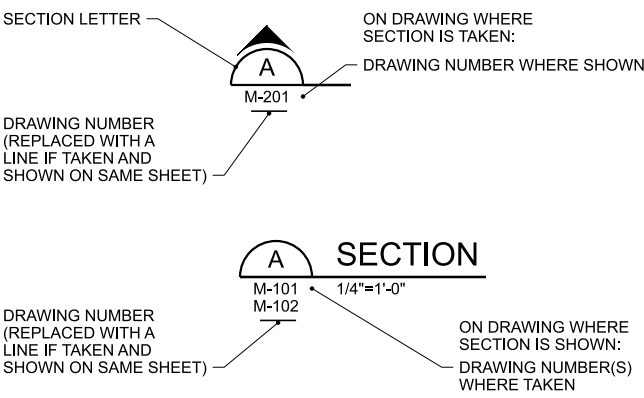 SECTION LETTER
A
M-201
ON DRAWING WHERE
SECTION IS TAKEN:
DRAWING NUMBER WHERE SHOWN
DRAWING NUMBER
(REPLACED WITH A
LINE IF TAKEN AND
SHOWN ON SAME SHEET)
A
SECTION
M-101
M-102
1/4"=1'-0"
DRAWING NUMBER
(REPLACED WITH A
LINE IF TAKEN AND
SHOWN ON SAME SHEET)
ON DRAWING WHERE
SECTION IS SHOWN:
DRAWING NUMBER(S)
WHERE TAKEN